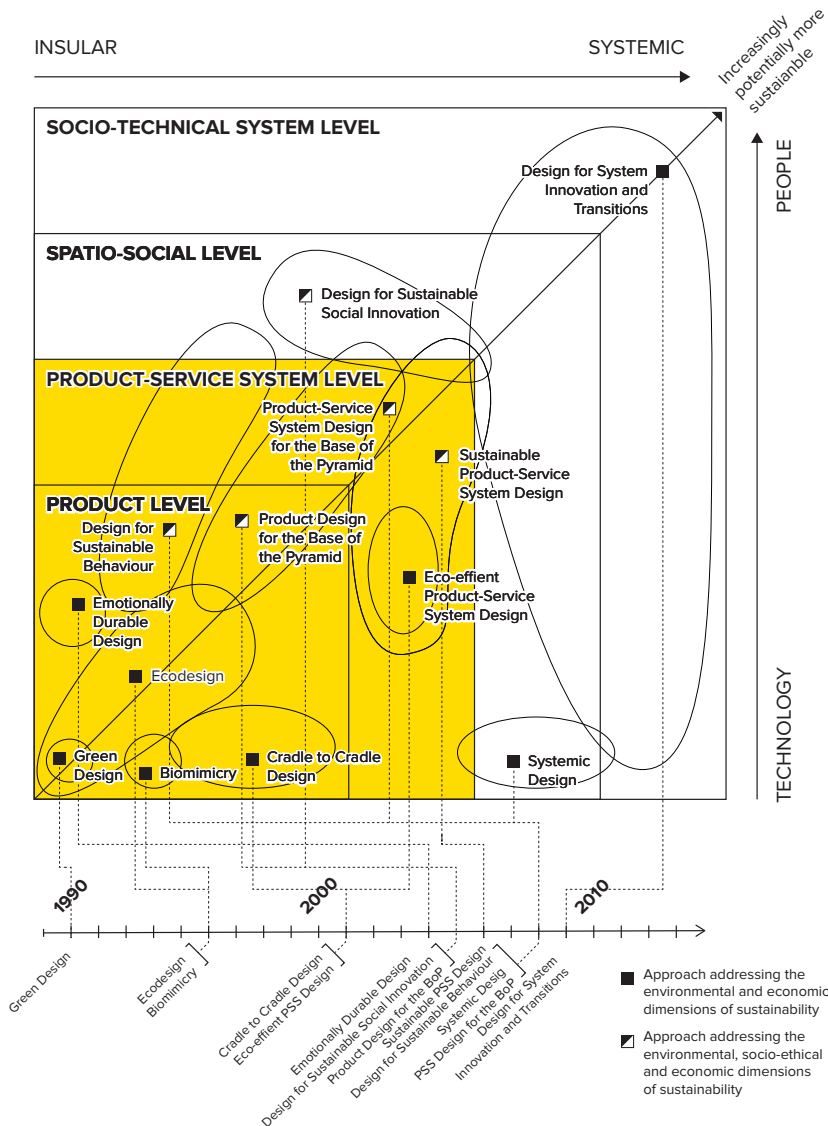 INSULAR
SYSTEMIC
Increasingly
potentially more
sustaianble
SOCIO-TECHNICAL SYSTEM LEVEL
PEOPLE
Design for System
Innovation and
Transitions
SPATIO-SOCIAL LEVEL
Design for Sustainable
Social Innovation
PRODUCT-SERVICE SYSTEM LEVEL
Product-Service
System Design
for the Base of
the Pyramid
Sustainable
Product-Service
System Design
PRODUCT LEVEL
Design for
Sustainable
Behaviour
Product Design
for the Base of
the Pyramid
Eco-effient
Product-Service
System Design
Emotionally
Durable
Design
Ecodesign
TECHNOLOGY
Green
Design
Biomimicry
Cradle to Cradle
Design
Systemic
Design
1990
2000
2010
Green Design
Ecodesign
Biomimicry
Cradle to Cradle Design
Eco-effient PSS Design
Emotionally Durable Design
Design for Sustainable Social Innovation
Product Design for the BoP
Sustainable PSS Design
Design for Sustainable Behaviour
Systemic Desig
PSS Design for the BoP
Design for System
Innovation and Transitions
Approach addressing the
environmental and economic
dimensions of sustainability
Approach addressing the
environmental, socio-ethical
and economic dimensions
of sustainability